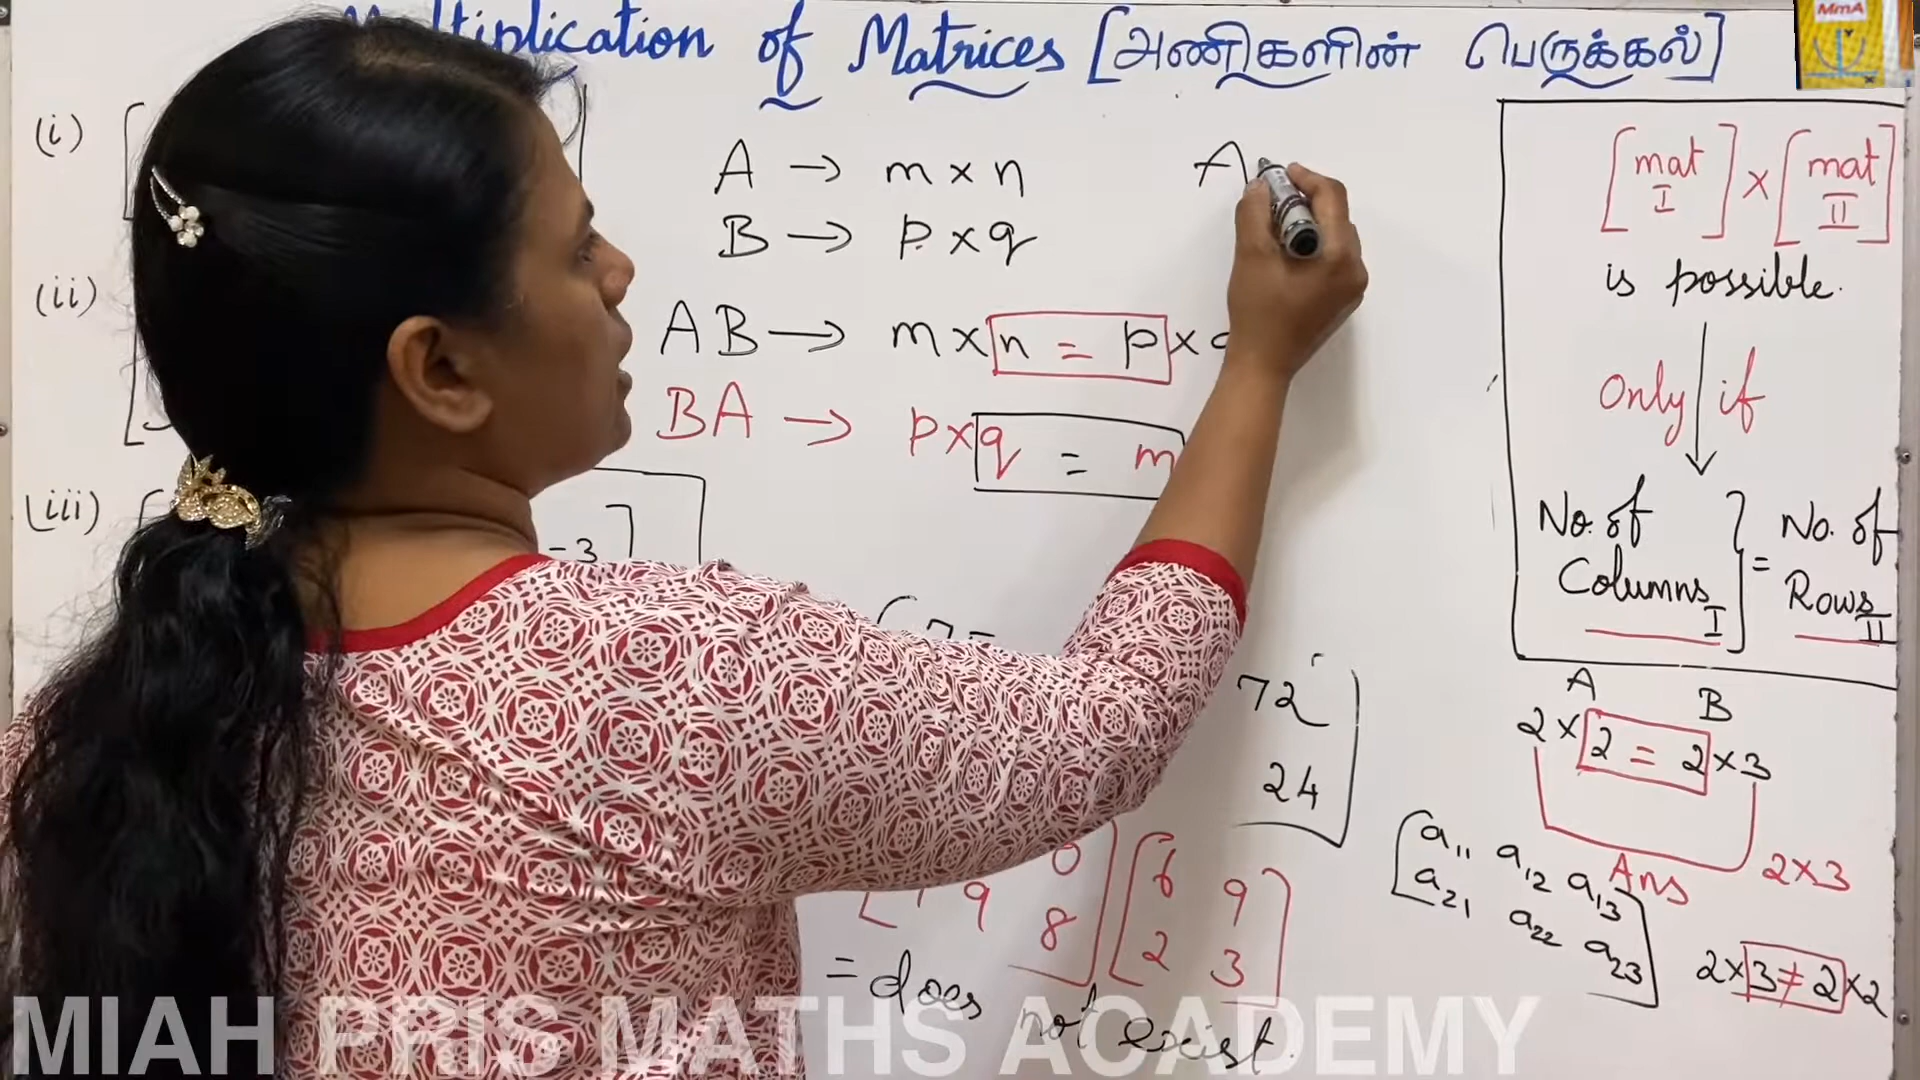 Multiplication of Matrices [அணிகளின் பெருக்கல்]
MmA
(i)
(ii)
(iii)
-3
A → m × n
B → p × q
AB → m × n = p ×
BA → p × q = m
A
[mat I] × [mat II]
is possible.
Only if
No. of Columns I } = No. of Rows II
A B
2 × 2 = 2 × 3
Ans 2×3
a11 a12 a13
a21 a22 a23
2×3≠2×2
72
24
0 6 9
9 8 2 3
= does not exist.
MIAH PRIS MATHS ACADEMY